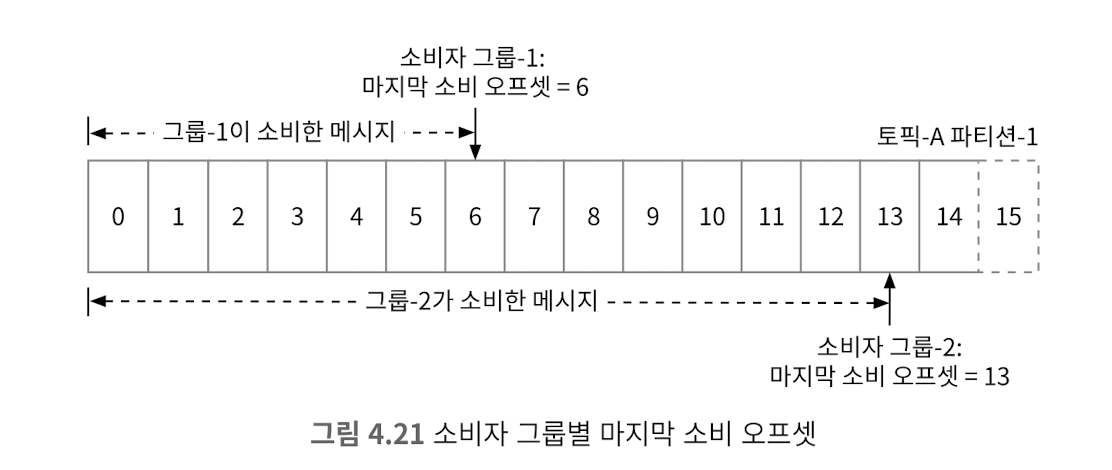 소비자 그룹-1:
마지막 소비 오프셋 = 6
그룹-1이 소비한 메시지
토픽-A 파티션-1
0 1 2 3 4 5 6 7 8 9 10 11 12 13 14 15
그룹-2가 소비한 메시지
소비자 그룹-2:
마지막 소비 오프셋 = 13
그림 4.21 소비자 그룹별 마지막 소비 오프셋